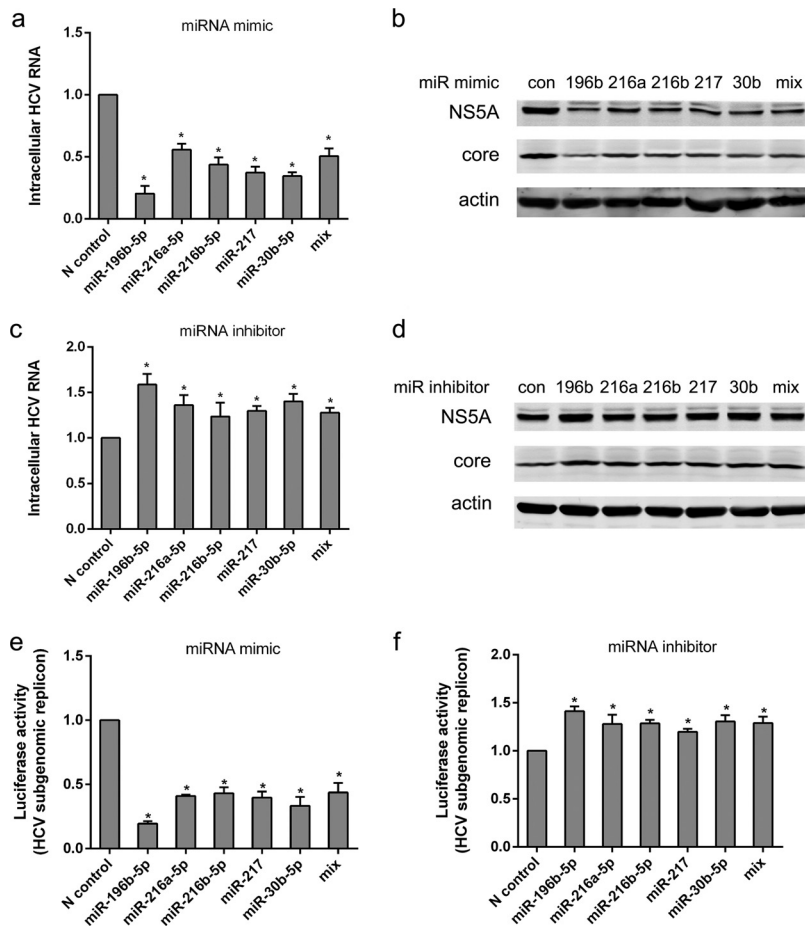 a
miRNA mimic
Intracellular HCV RNA
1.5
1.0
0.5
0.0
* * * * * *
N control
miR-196b-5p
miR-216a-5p
miR-216b-5p
miR-217
miR-30b-5p
mix
b
miR mimic con 196b 216a 216b 217 30b mix
NS5A
core
actin
c
miRNA inhibitor
Intracellular HCV RNA
2.0
1.5
1.0
0.5
0.0
* * * * * *
N control
miR-196b-5p
miR-216a-5p
miR-216b-5p
miR-217
miR-30b-5p
mix
d
miR inhibitor con 196b 216a 216b 217 30b mix
NS5A
core
actin
e
miRNA mimic
Luciferase activity
(HCV subgenomic replicon)
1.5
1.0
0.5
0.0
* * * * * *
N control
miR-196b-5p
miR-216a-5p
miR-216b-5p
miR-217
miR-30b-5p
mix
f
miRNA inhibitor
Luciferase activity
(HCV subgenomic replicon)
2.0
1.5
1.0
0.5
0.0
* * * * * *
N control
miR-196b-5p
miR-216a-5p
miR-216b-5p
miR-217
miR-30b-5p
mix